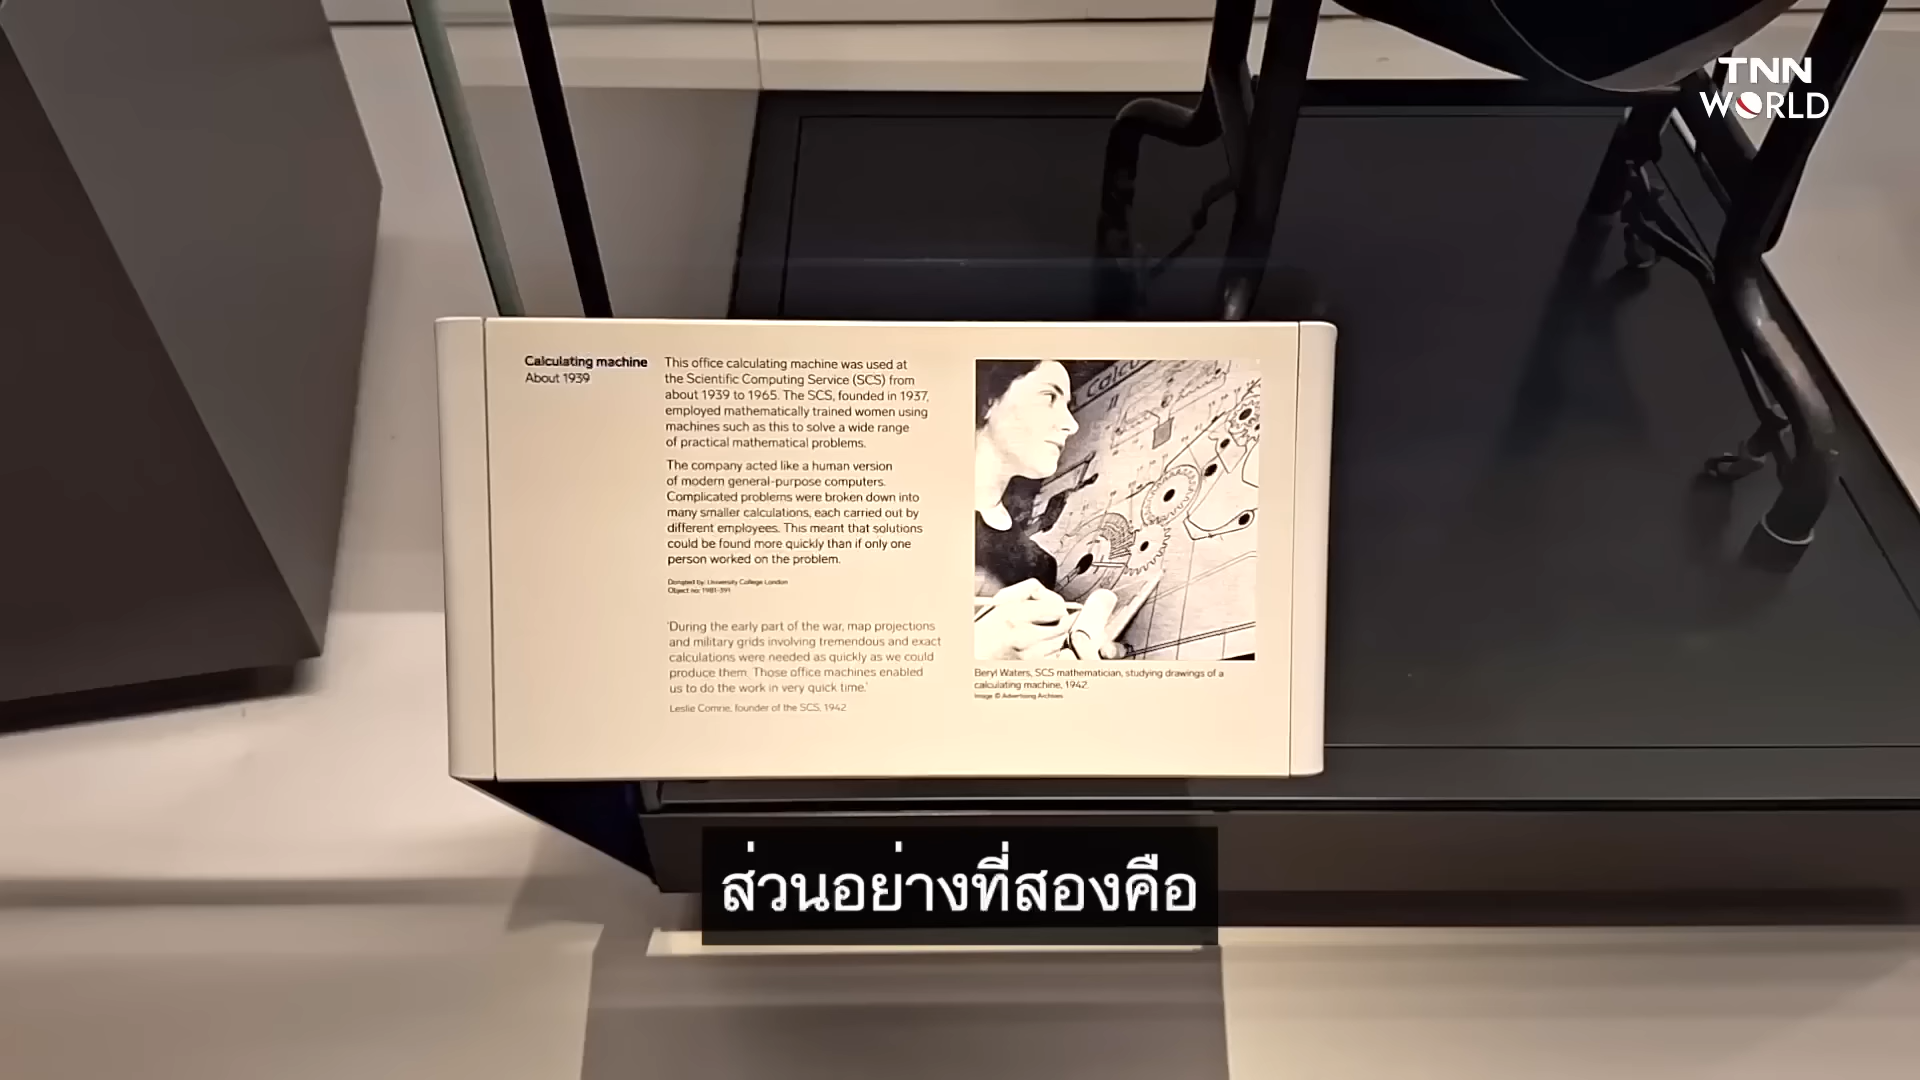 TNN
WORLD
Calculating machine
About 1939
This office calculating machine was used at
the Scientific Computing Service (SCS) from
about 1939 to 1965. The SCS, founded in 1937,
employed mathematically trained women using
machines such as this to solve a wide range
of practical mathematical problems.
The company acted like a human version
of modern general-purpose computers.
Complicated problems were broken down into
many smaller calculations, each carried out by
different employees. This meant that solutions
could be found more quickly than if only one
person worked on the problem.
Donated by: University College London
Object no: 1981-391
'During the early part of the war, map projections
and military grids involving tremendous and exact
calculations were needed as quickly as we could
produce them. Those office machines enabled
us to do the work in very quick time.'
Leslie Comrie, founder of the SCS, 1942
Calcu
Beryl Waters, SCS mathematician, studying drawings of a
calculating machine, 1942
Image © Advertising Archives
ส่วนอย่างที่สองคือ